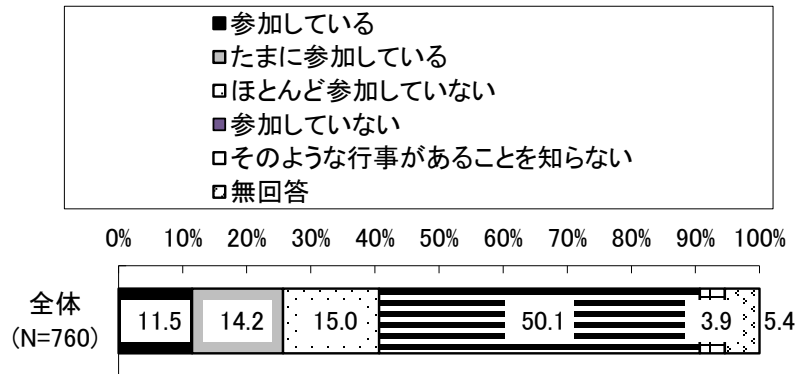 参加している
たまに参加している
ほとんど参加していない
参加していない
そのような行事があることを知らない
無回答
0% 10% 20% 30% 40% 50% 60% 70% 80% 90% 100%
全体
(N=760)
11.5 14.2 15.0 50.1 3.9 5.4